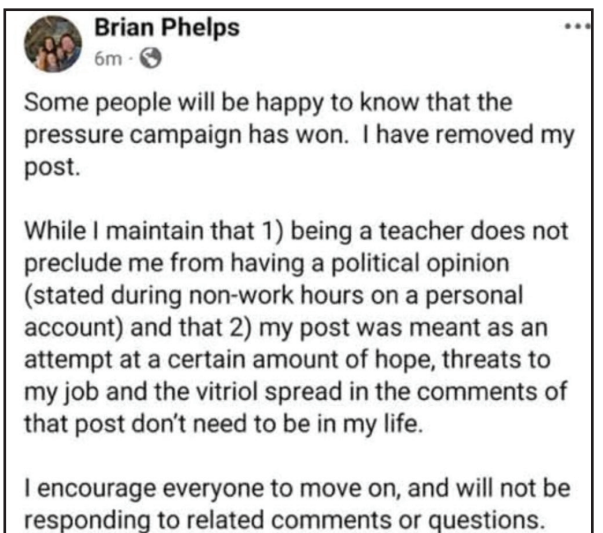 Brian Phelps
6m ·
Some people will be happy to know that the
pressure campaign has won.  I have removed my
post.
While I maintain that 1) being a teacher does not
preclude me from having a political opinion
(stated during non-work hours on a personal
account) and that 2) my post was meant as an
attempt at a certain amount of hope, threats to
my job and the vitriol spread in the comments of
that post don't need to be in my life.
I encourage everyone to move on, and will not be
responding to related comments or questions.